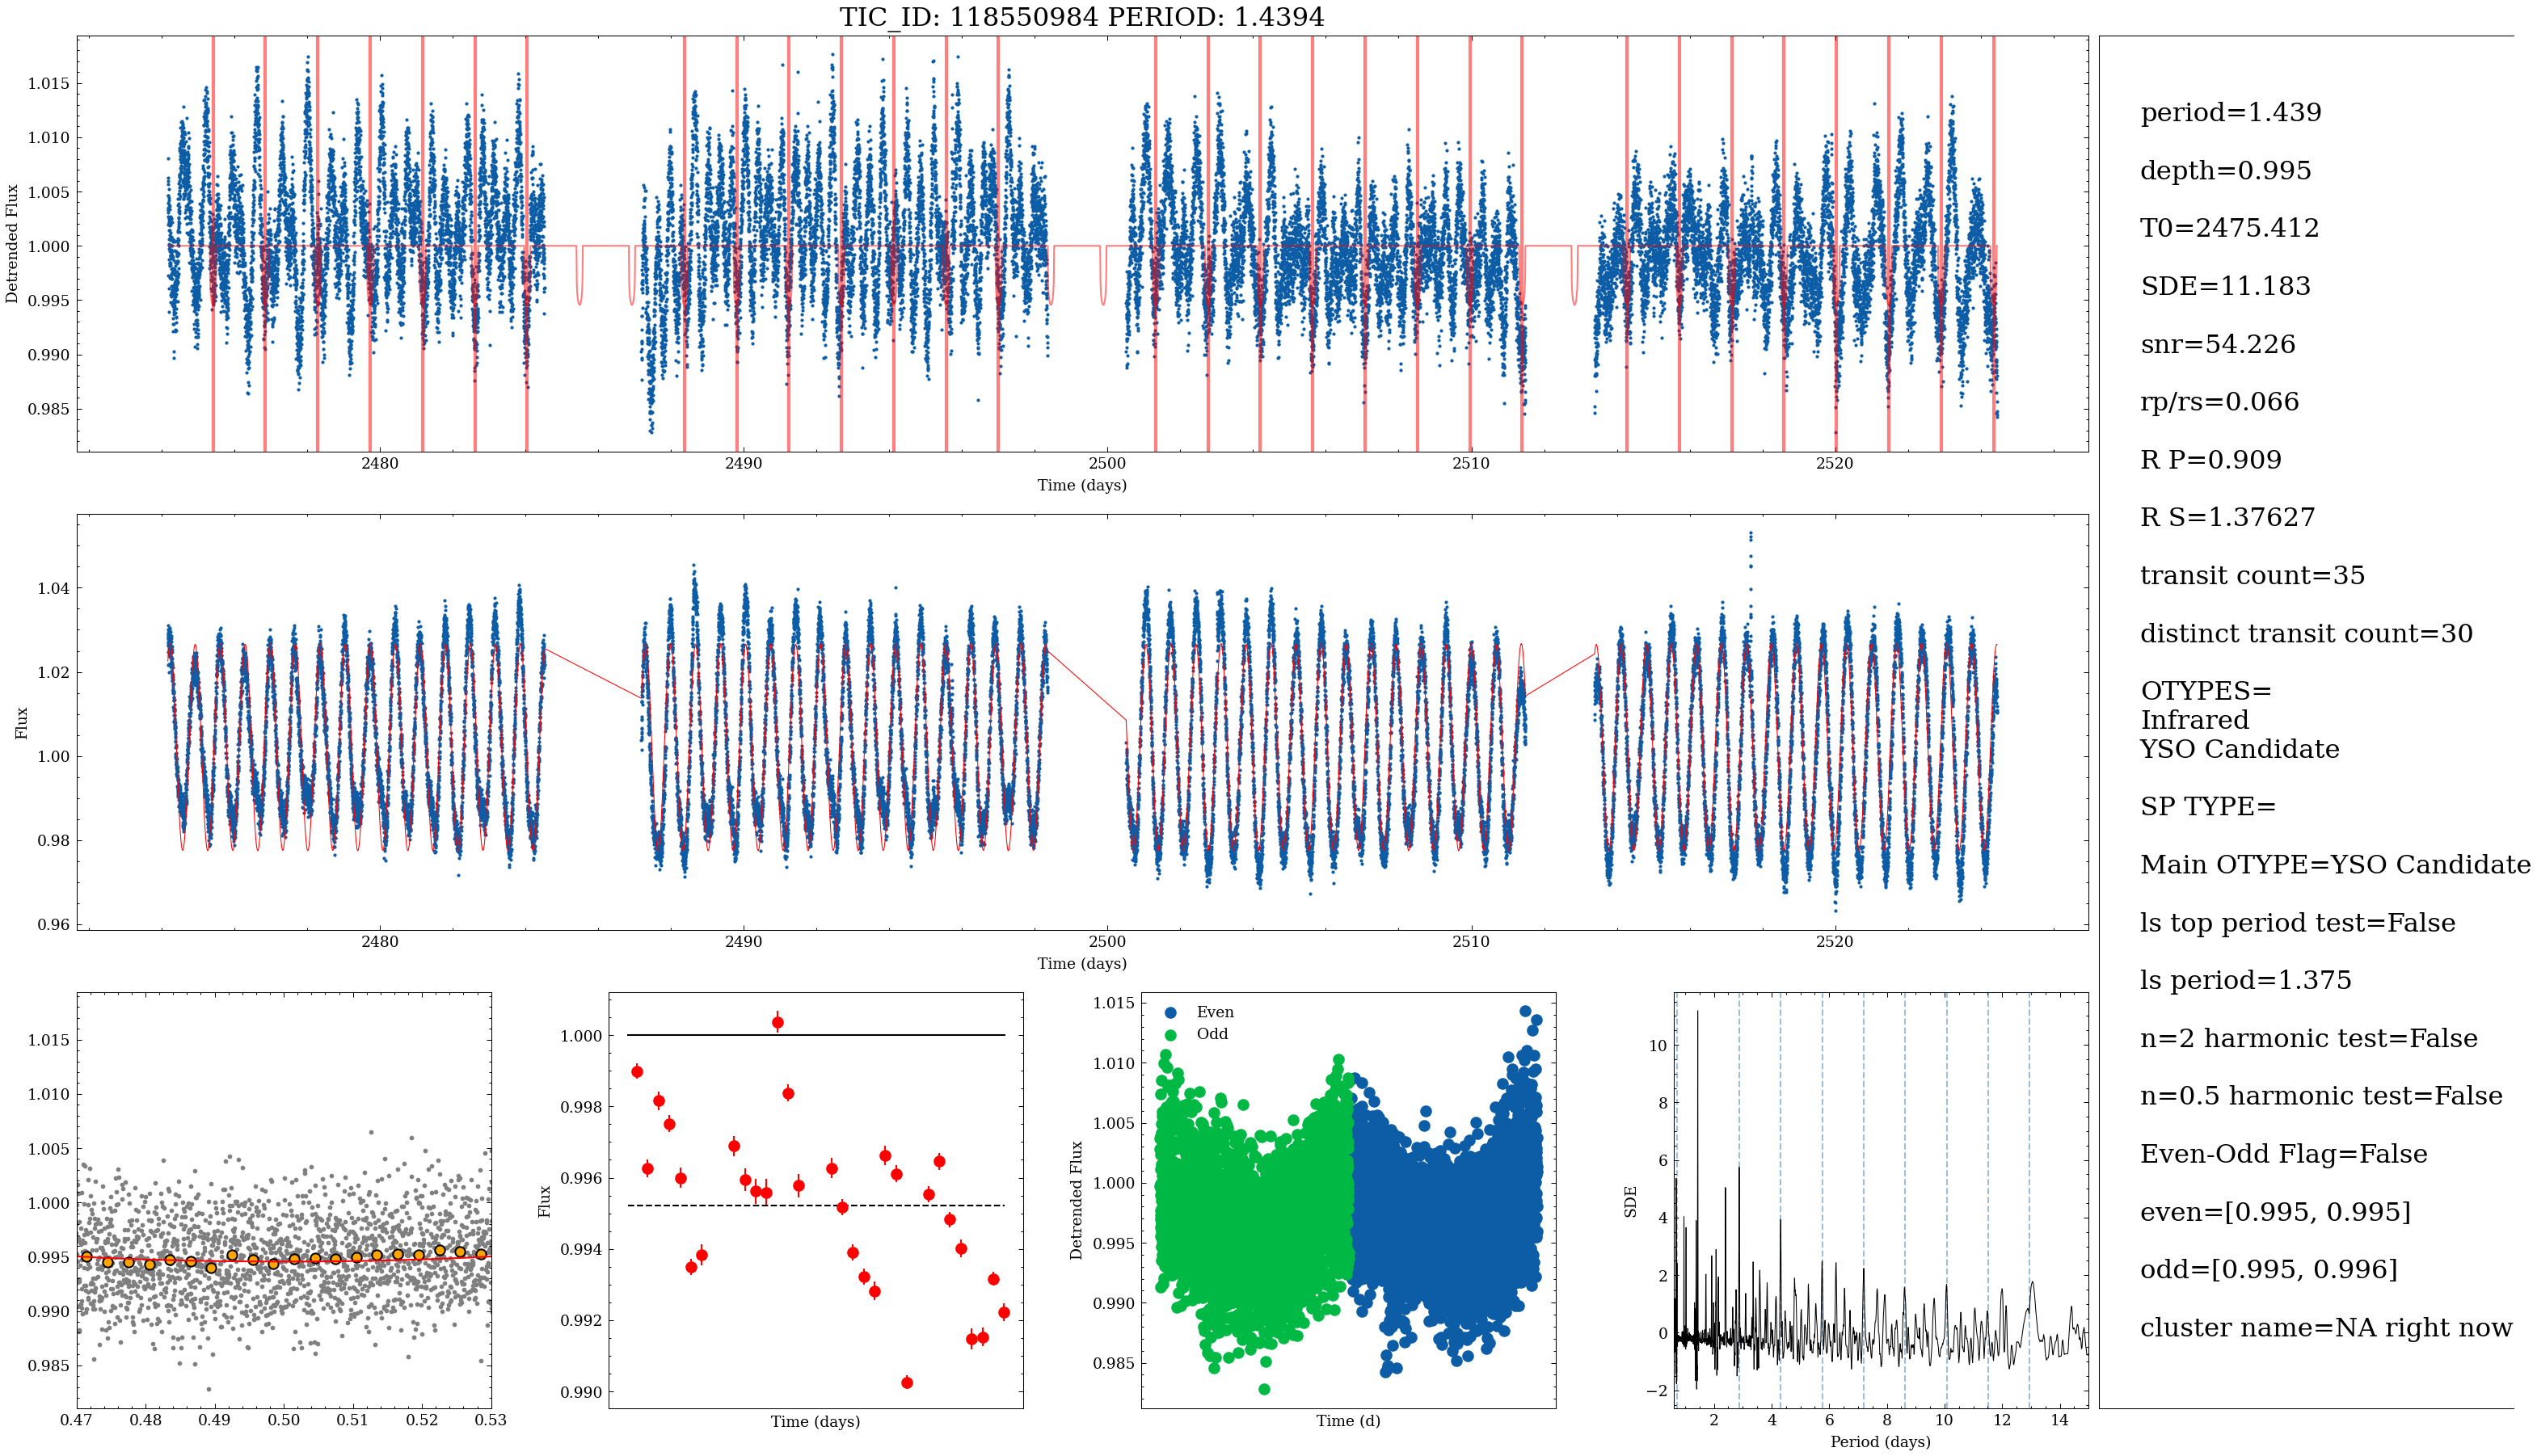 TIC_ID: 118550984 PERIOD: 1.4394
1.015
1.010
1.005
1.000
0.995
0.990
0.985
Detrended Flux
2480
2490
2500
2510
2520
Time (days)
1.04
1.02
1.00
0.98
0.96
Flux
2480
2490
2500
2510
2520
Time (days)
1.015
1.010
1.005
1.000
0.995
0.990
0.985
0.47
0.48
0.49
0.50
0.51
0.52
0.53
1.000
0.998
0.996
0.994
0.992
0.990
Flux
Time (days)
Even
Odd
1.015
1.010
1.005
1.000
0.995
0.990
0.985
Detrended Flux
Time (d)
10
8
6
4
2
0
−2
SDE
2
4
6
8
10
12
14
Period (days)
period=1.439
depth=0.995
T0=2475.412
SDE=11.183
snr=54.226
rp/rs=0.066
R P=0.909
R S=1.37627
transit count=35
distinct transit count=30
OTYPES=
Infrared
YSO Candidate
SP TYPE=
Main OTYPE=YSO Candidate
ls top period test=False
ls period=1.375
n=2 harmonic test=False
n=0.5 harmonic test=False
Even-Odd Flag=False
even=[0.995, 0.995]
odd=[0.995, 0.996]
cluster name=NA right now